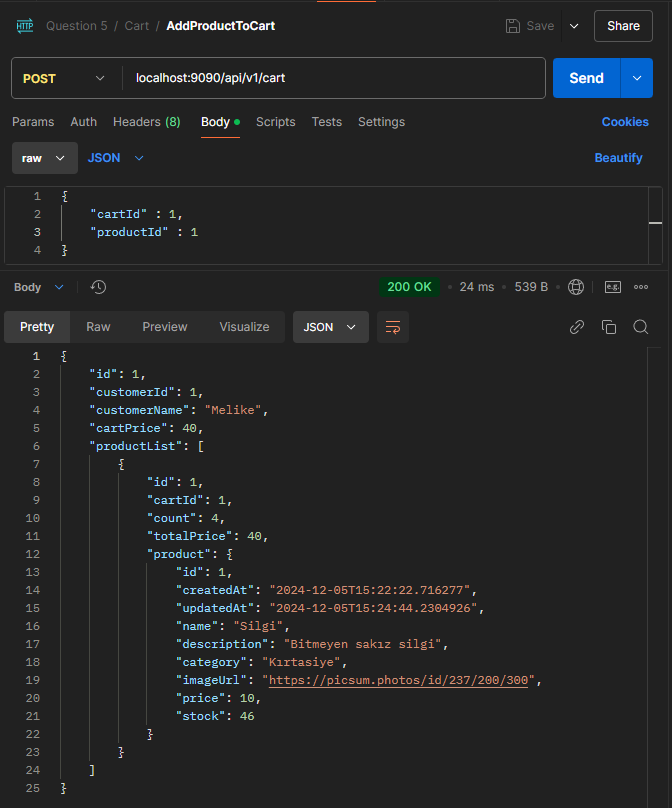 HTTP Question 5 / Cart / AddProductToCart Save Share
POST localhost:9090/api/v1/cart Send
Params Auth Headers (8) Body Scripts Tests Settings Cookies
raw JSON Beautify
1 {
2 "cartId" : 1,
3 "productId" : 1
4 }
Body 200 OK 24 ms 539 B e.g.
Pretty Raw Preview Visualize JSON
1 {
2 "id": 1,
3 "customerId": 1,
4 "customerName": "Melike",
5 "cartPrice": 40,
6 "productList": [
7 {
8 "id": 1,
9 "cartId": 1,
10 "count": 4,
11 "totalPrice": 40,
12 "product": {
13 "id": 1,
14 "createdAt": "2024-12-05T15:22:22.716277",
15 "updatedAt": "2024-12-05T15:24:44.2304926",
16 "name": "Silgi",
17 "description": "Bitmeyen sakız silgi",
18 "category": "Kırtasiye",
19 "imageUrl": "https://picsum.photos/id/237/200/300",
20 "price": 10,
21 "stock": 46
22 }
23 }
24 ]
25 }